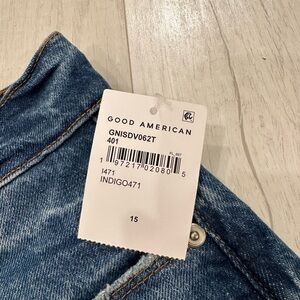 GOOD AMERICAN
GNISDV062T
401
1 97217 02080 5
I471
INDIGO471
15